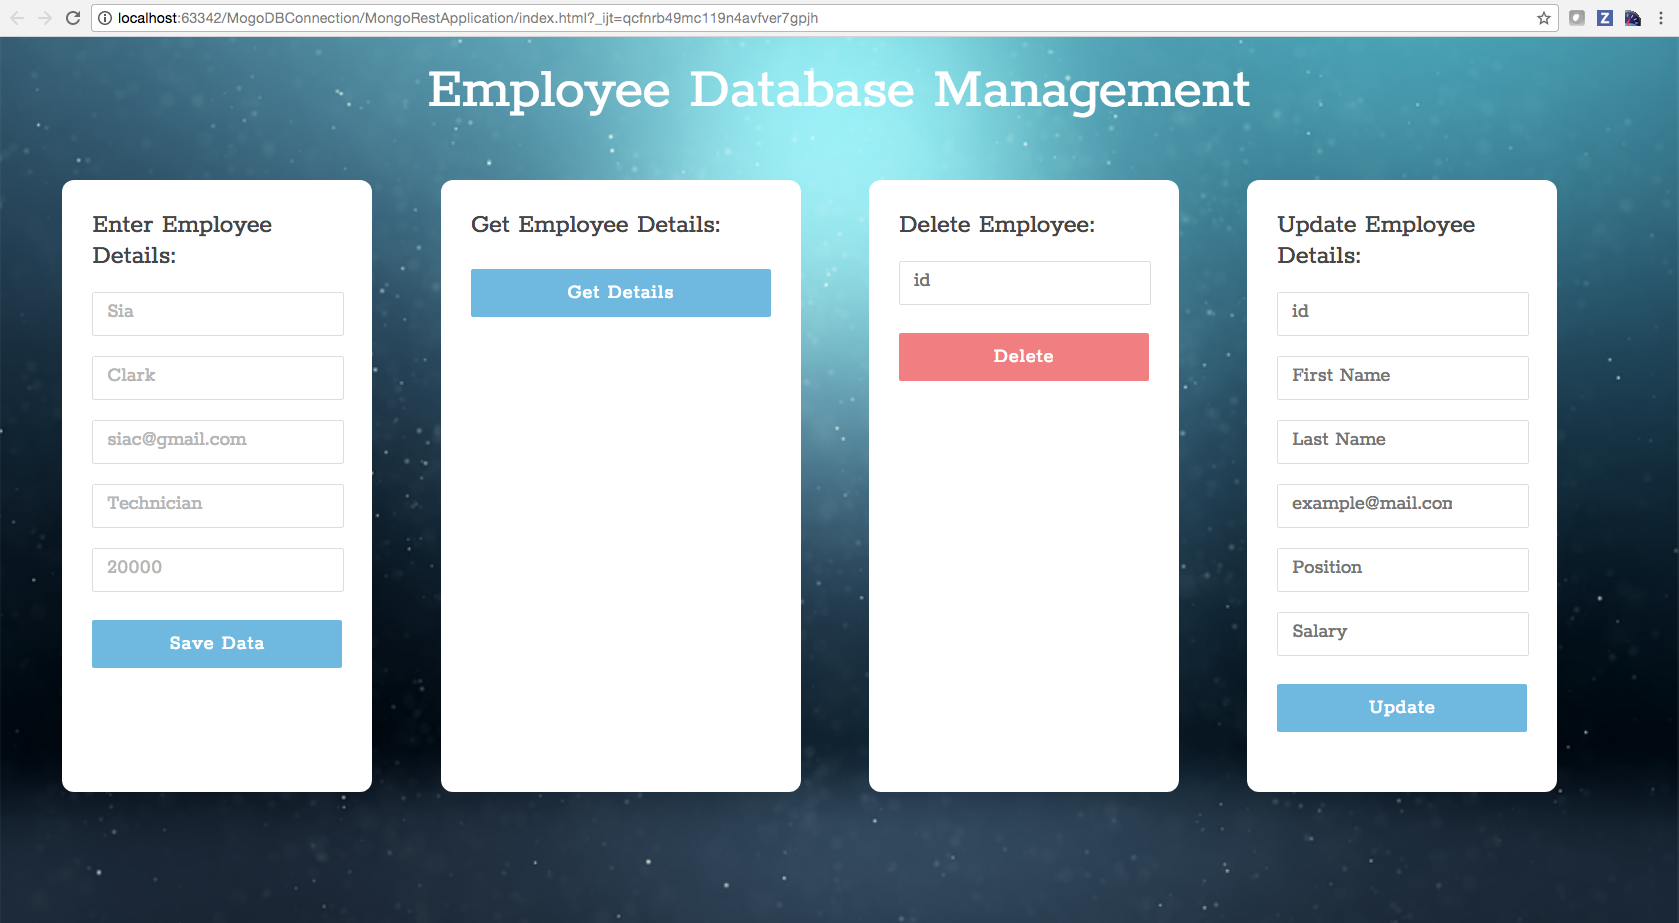 localhost:63342/MogoDBConnection/MongoRestApplication/index.html?_ijt=qcfnrb49mc119n4avfver7gpjh
Z
Employee Database Management
Enter Employee
Details:
Sia
Clark
siac@gmail.com
Technician
20000
Save Data
Get Employee Details:
Get Details
Delete Employee:
id
Delete
Update Employee
Details:
id
First Name
Last Name
example@mail.con
Position
Salary
Update